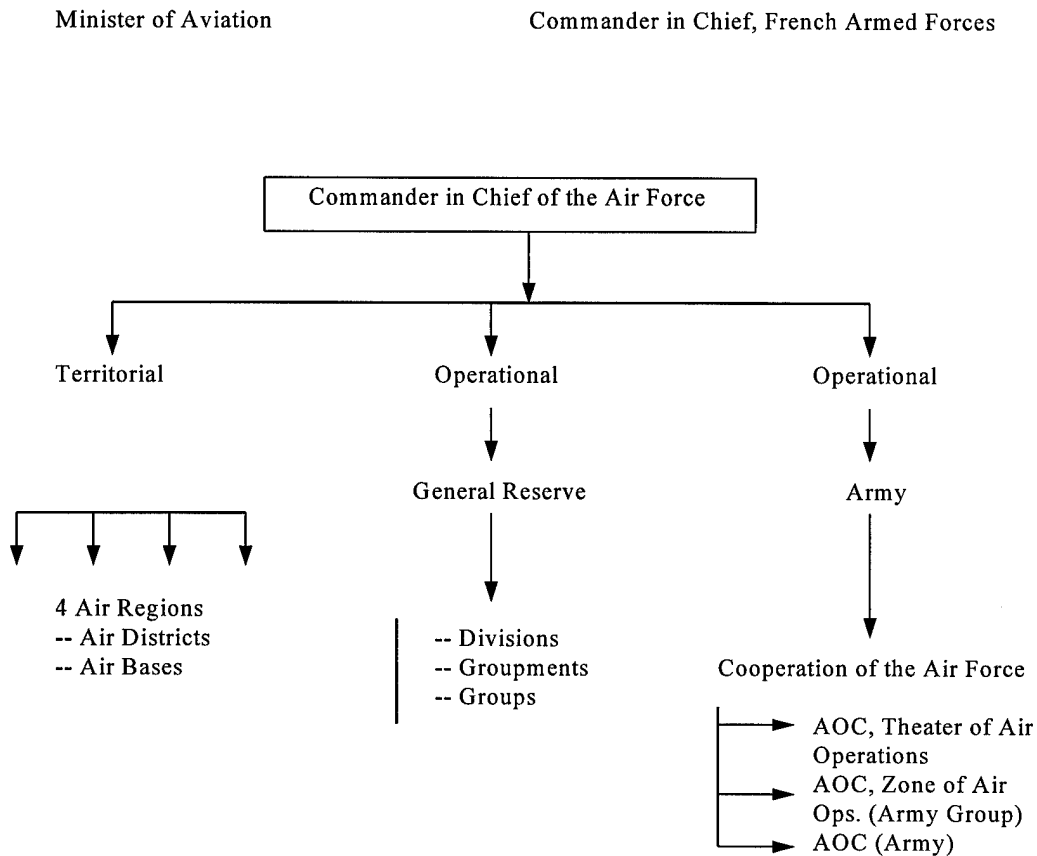 Minister of Aviation
Commander in Chief, French Armed Forces
Commander in Chief of the Air Force
Territorial
Operational
Operational
General Reserve
Army
4 Air Regions
-- Air Districts
-- Air Bases
-- Divisions
-- Groupments
-- Groups
Cooperation of the Air Force
AOC, Theater of Air
Operations
AOC, Zone of Air
Ops. (Army Group)
AOC (Army)